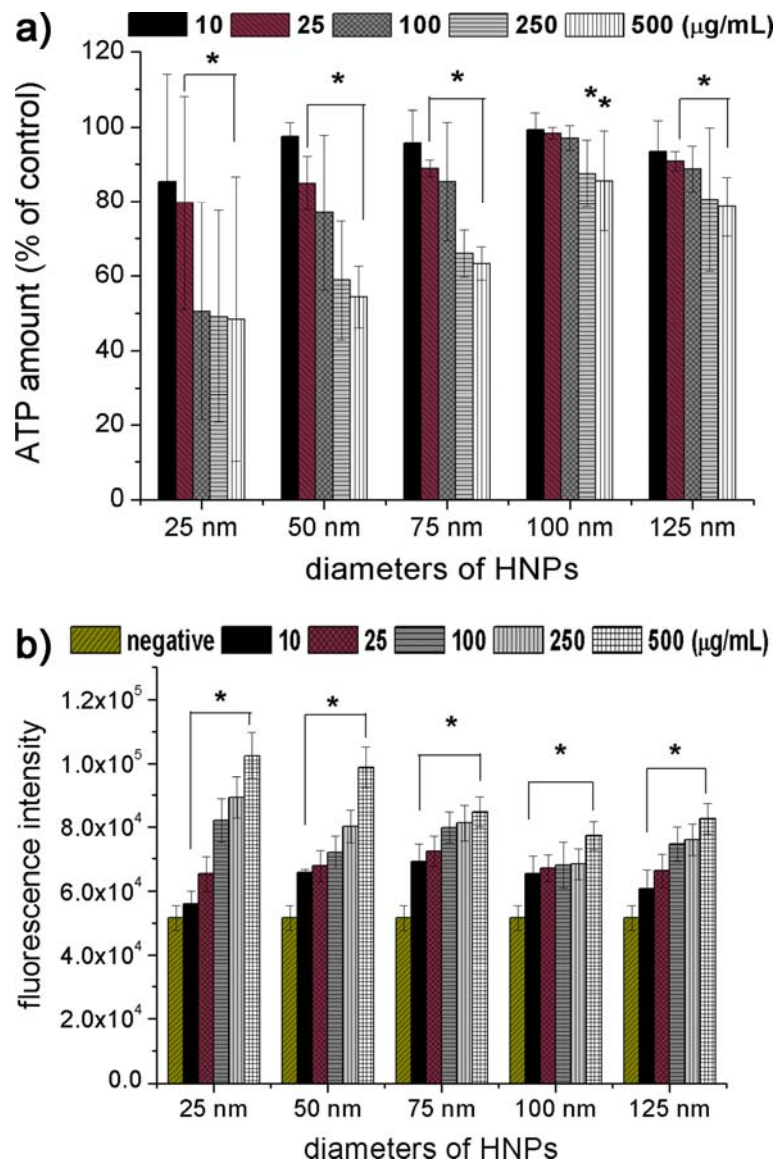 a) 10 25 100 250 500 (μg/mL)
120
100
80
60
40
20
0
ATP amount (% of control)
* * * * * *
25 nm 50 nm 75 nm 100 nm 125 nm
diameters of HNPs
b) negative 10 25 100 250 500 (μg/mL)
1.2x10⁵
1.0x10⁵
8.0x10⁴
6.0x10⁴
4.0x10⁴
2.0x10⁴
0.0
fluorescence intensity
* * * * *
25 nm 50 nm 75 nm 100 nm 125 nm
diameters of HNPs